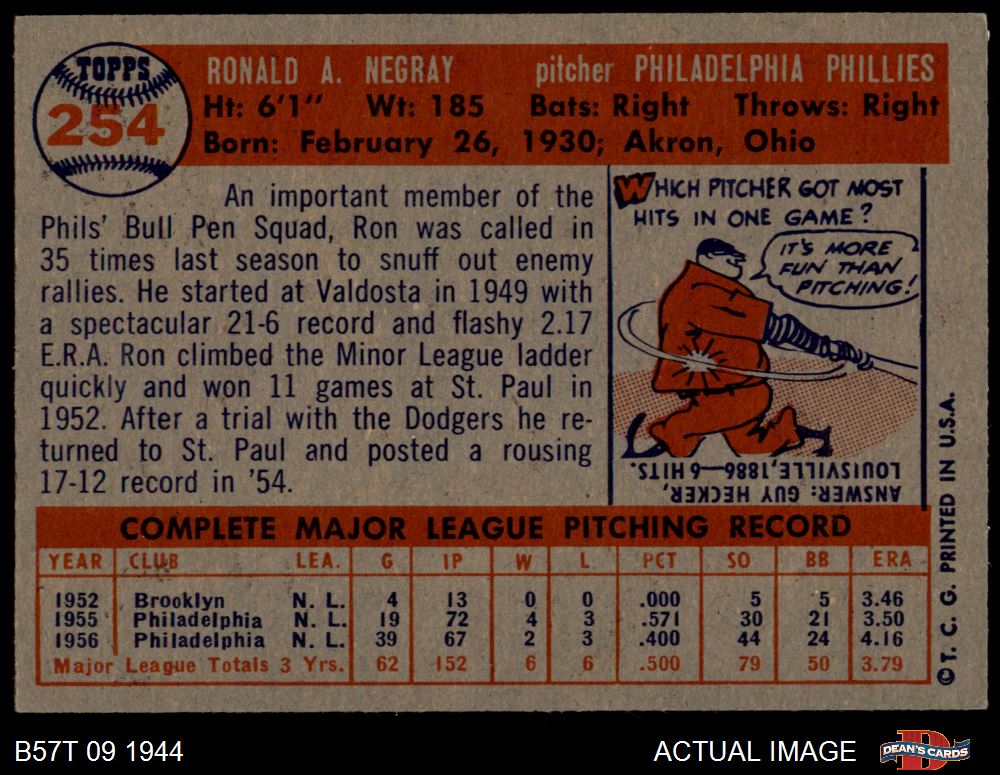 TOPPS
254
RONALD A. NEGRAY pitcher PHILADELPHIA PHILLIES
Ht: 6'1" Wt: 185 Bats: Right Throws: Right
Born: February 26, 1930; Akron, Ohio
An important member of the
Phils' Bull Pen Squad, Ron was called in
35 times last season to snuff out enemy
rallies. He started at Valdosta in 1949 with
a spectacular 21-6 record and flashy 2.17
E.R.A. Ron climbed the Minor League ladder
quickly and won 11 games at St. Paul in
1952. After a trial with the Dodgers he re-
turned to St. Paul and posted a rousing
17-12 record in '54.
WHICH PITCHER GOT MOST
HITS IN ONE GAME?
IT'S MORE
FUN THAN
PITCHING!
ANSWER: GUY HECKER,
LOUISVILLE, 1886—6 HITS.
COMPLETE MAJOR LEAGUE PITCHING RECORD
YEAR CLUB LEA. G IP W L PCT SO BB ERA
1952 Brooklyn N. L. 4 13 0 0 .000 5 5 3.46
1955 Philadelphia N. L. 19 72 4 3 .571 30 21 3.50
1956 Philadelphia N. L. 39 67 2 3 .400 44 24 4.16
Major League Totals 3 Yrs. 62 152 6 6 .500 79 50 3.79
©T. C. G. PRINTED IN U.S.A.
B57T 09 1944
ACTUAL IMAGE
DEAN'S CARDS